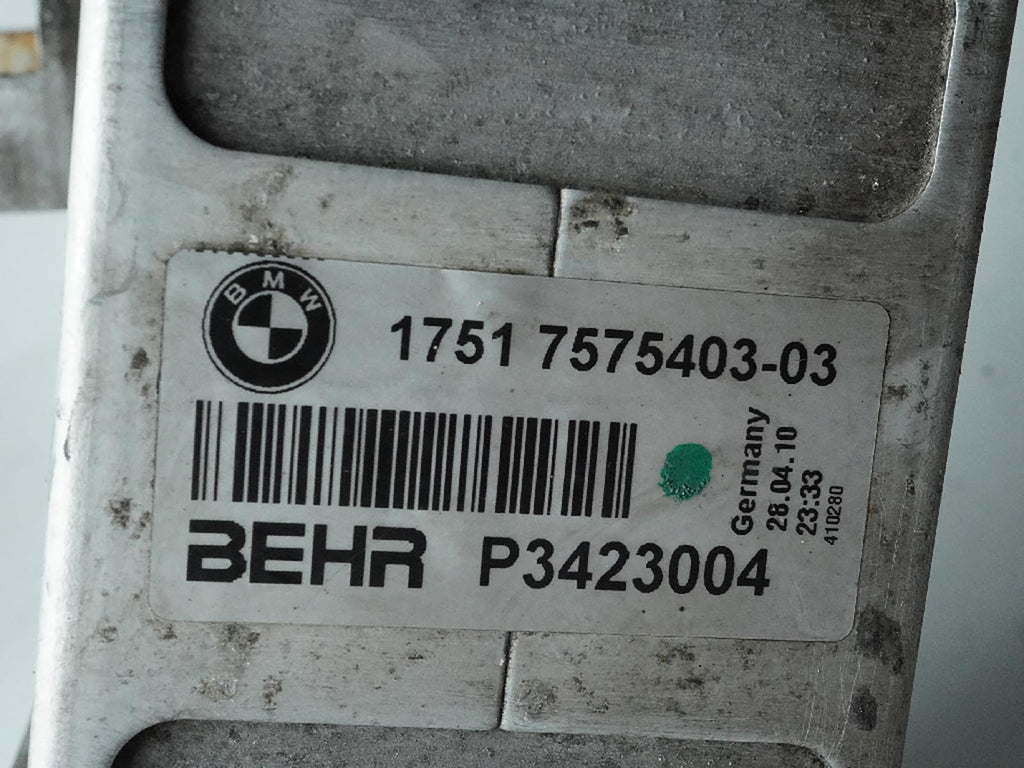 BMW
1751 7575403-03
Germany
28.04.10
23:33
410280
BEHR P3423004